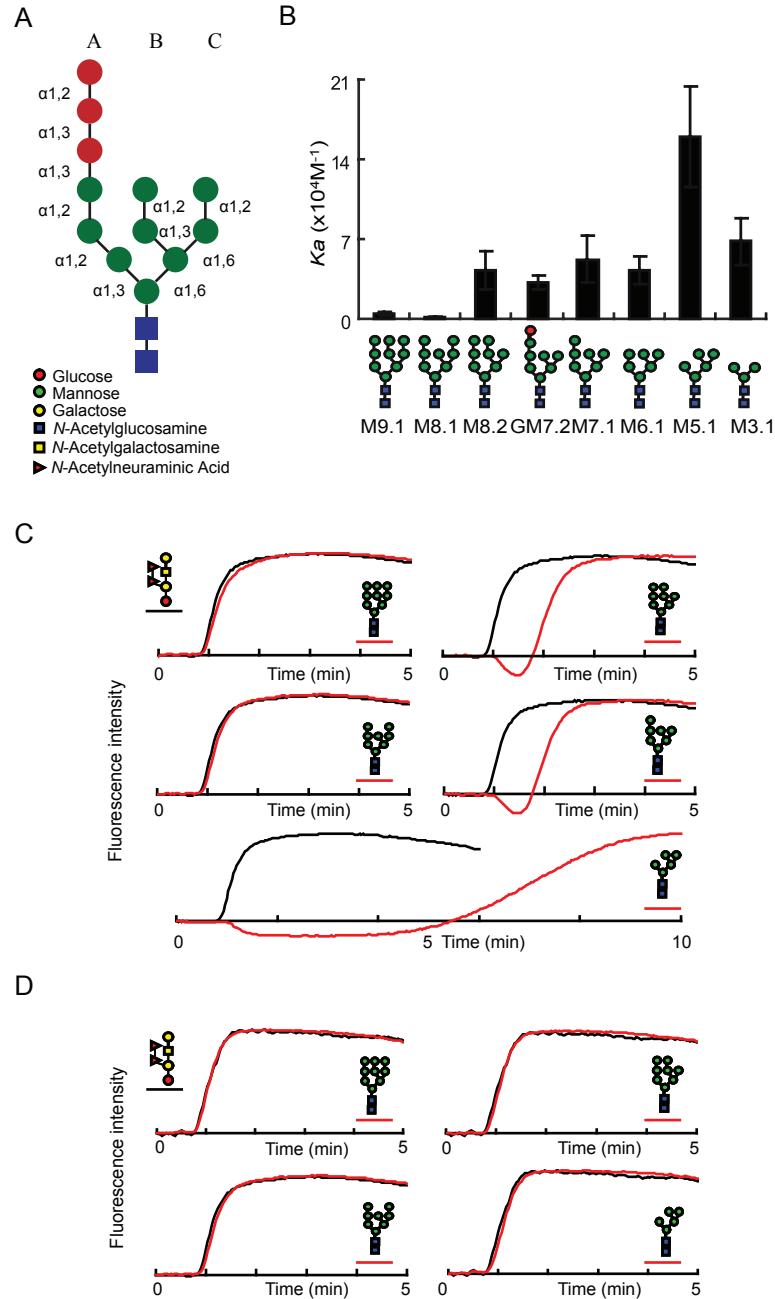 A
A B C
α1,2
α1,3
α1,3
α1,2
α1,2
α1,3
α1,2
α1,3
α1,6
α1,2
α1,6
Glucose
Mannose
Galactose
N-Acetylglucosamine
N-Acetylgalactosamine
N-Acetylneuraminic Acid
B
Ka (x10⁴M⁻¹)
21
14
7
0
M9.1 M8.1 M8.2 GM7.2 M7.1 M6.1 M5.1 M3.1
C
Fluorescence intensity
0 Time (min) 5
0 Time (min) 5
0 Time (min) 5
0 Time (min) 5
0 5 Time (min) 10
D
Fluorescence intensity
0 Time (min) 5
0 Time (min) 5
0 Time (min) 5
0 Time (min) 5